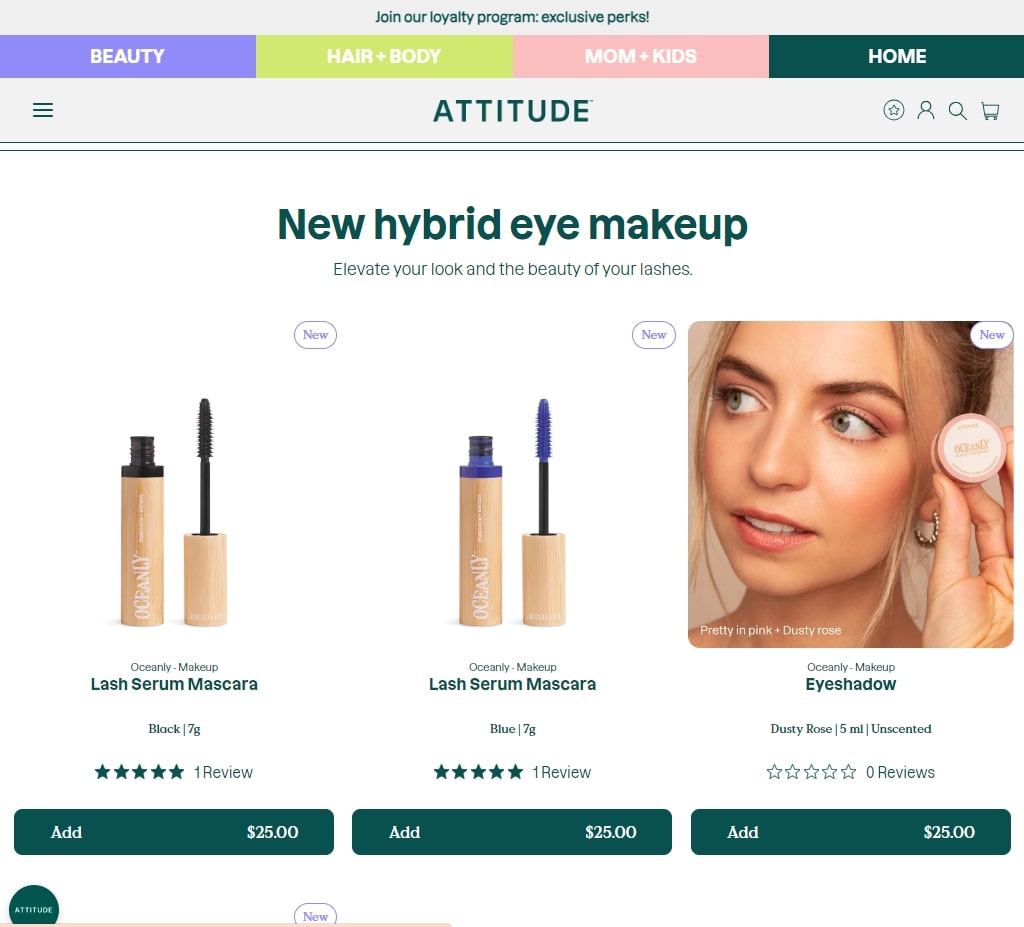 Join our loyalty program: exclusive perks!
BEAUTY
HAIR + BODY
MOM + KIDS
HOME
ATTITUDE™
New hybrid eye makeup
Elevate your look and the beauty of your lashes.
New
New
New
OCEANLY
ATTITUDE
OCEANLY
ATTITUDE
ATTITUDE
OCEANLY
Pretty in pink + Dusty rose
Oceanly - Makeup
Lash Serum Mascara
Black | 7g
1 Review
Add $25.00
Oceanly - Makeup
Lash Serum Mascara
Blue | 7g
1 Review
Add $25.00
Oceanly - Makeup
Eyeshadow
Dusty Rose | 5 ml | Unscented
0 Reviews
Add $25.00
ATTITUDE
New